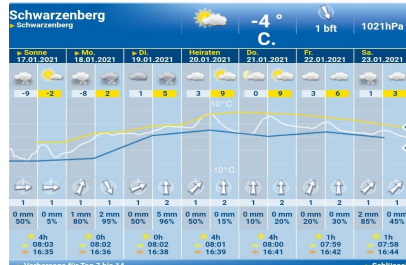 Schwarzenberg
▸ Schwarzenberg
-4 °
C.
1 bft
1021hPa
▸ Sonne ▸ Mo. ▸ Di. Heiraten Do. Fr. Sa.
17.01.2021 18.01.2021 19.01.2021 20.01.2021 21.01.2021 22.01.2021 23.01.2021
-9 -2 -8 2 1 5 3 9 0 9 3 6 1 3
10°C
-10°C
1 1 1 1 1 1 1 2 1 2 1 2 1 1
0 mm 0 mm 1 mm 2 mm 0 mm 5 mm 0 mm 0 mm 0 mm 0 mm 0 mm 0 mm 2 mm 0 mm
50% 5% 80% 95% 50% 96% 50% 15% 10% 20% 20% 30% 85% 45%
4h 0h 0h 4h 4h 1h 1h
08:03 08:02 08:02 08:01 08:00 07:59 07:58
16:35 16:36 16:38 16:39 16:41 16:42 16:44